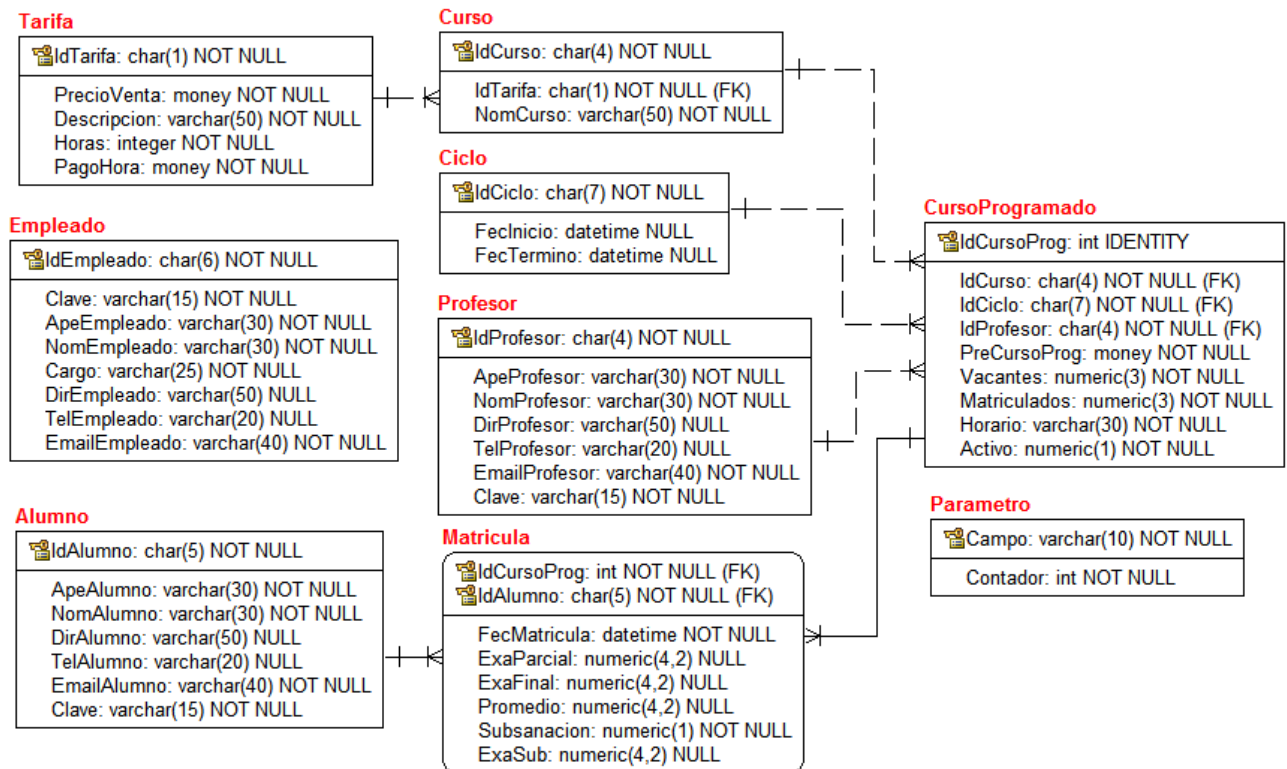 Tarifa
IdTarifa: char(1) NOT NULL
PrecioVenta: money NOT NULL
Descripcion: varchar(50) NOT NULL
Horas: integer NOT NULL
PagoHora: money NOT NULL
Curso
IdCurso: char(4) NOT NULL
IdTarifa: char(1) NOT NULL (FK)
NomCurso: varchar(50) NOT NULL
Ciclo
IdCiclo: char(7) NOT NULL
FecInicio: datetime NULL
FecTermino: datetime NULL
Empleado
IdEmpleado: char(6) NOT NULL
Clave: varchar(15) NOT NULL
ApeEmpleado: varchar(30) NOT NULL
NomEmpleado: varchar(30) NOT NULL
Cargo: varchar(25) NOT NULL
DirEmpleado: varchar(50) NULL
TelEmpleado: varchar(20) NULL
EmailEmpleado: varchar(40) NOT NULL
Profesor
IdProfesor: char(4) NOT NULL
ApeProfesor: varchar(30) NOT NULL
NomProfesor: varchar(30) NOT NULL
DirProfesor: varchar(50) NULL
TelProfesor: varchar(20) NULL
EmailProfesor: varchar(40) NOT NULL
Clave: varchar(15) NOT NULL
CursoProgramado
IdCursoProg: int IDENTITY
IdCurso: char(4) NOT NULL (FK)
IdCiclo: char(7) NOT NULL (FK)
IdProfesor: char(4) NOT NULL (FK)
PreCursoProg: money NOT NULL
Vacantes: numeric(3) NOT NULL
Matriculados: numeric(3) NOT NULL
Horario: varchar(30) NOT NULL
Activo: numeric(1) NOT NULL
Alumno
IdAlumno: char(5) NOT NULL
ApeAlumno: varchar(30) NOT NULL
NomAlumno: varchar(30) NOT NULL
DirAlumno: varchar(50) NULL
TelAlumno: varchar(20) NULL
EmailAlumno: varchar(40) NOT NULL
Clave: varchar(15) NOT NULL
Matricula
IdCursoProg: int NOT NULL (FK)
IdAlumno: char(5) NOT NULL (FK)
FecMatricula: datetime NOT NULL
ExaParcial: numeric(4,2) NULL
ExaFinal: numeric(4,2) NULL
Promedio: numeric(4,2) NULL
Subsanacion: numeric(1) NOT NULL
ExaSub: numeric(4,2) NULL
Parametro
Campo: varchar(10) NOT NULL
Contador: int NOT NULL